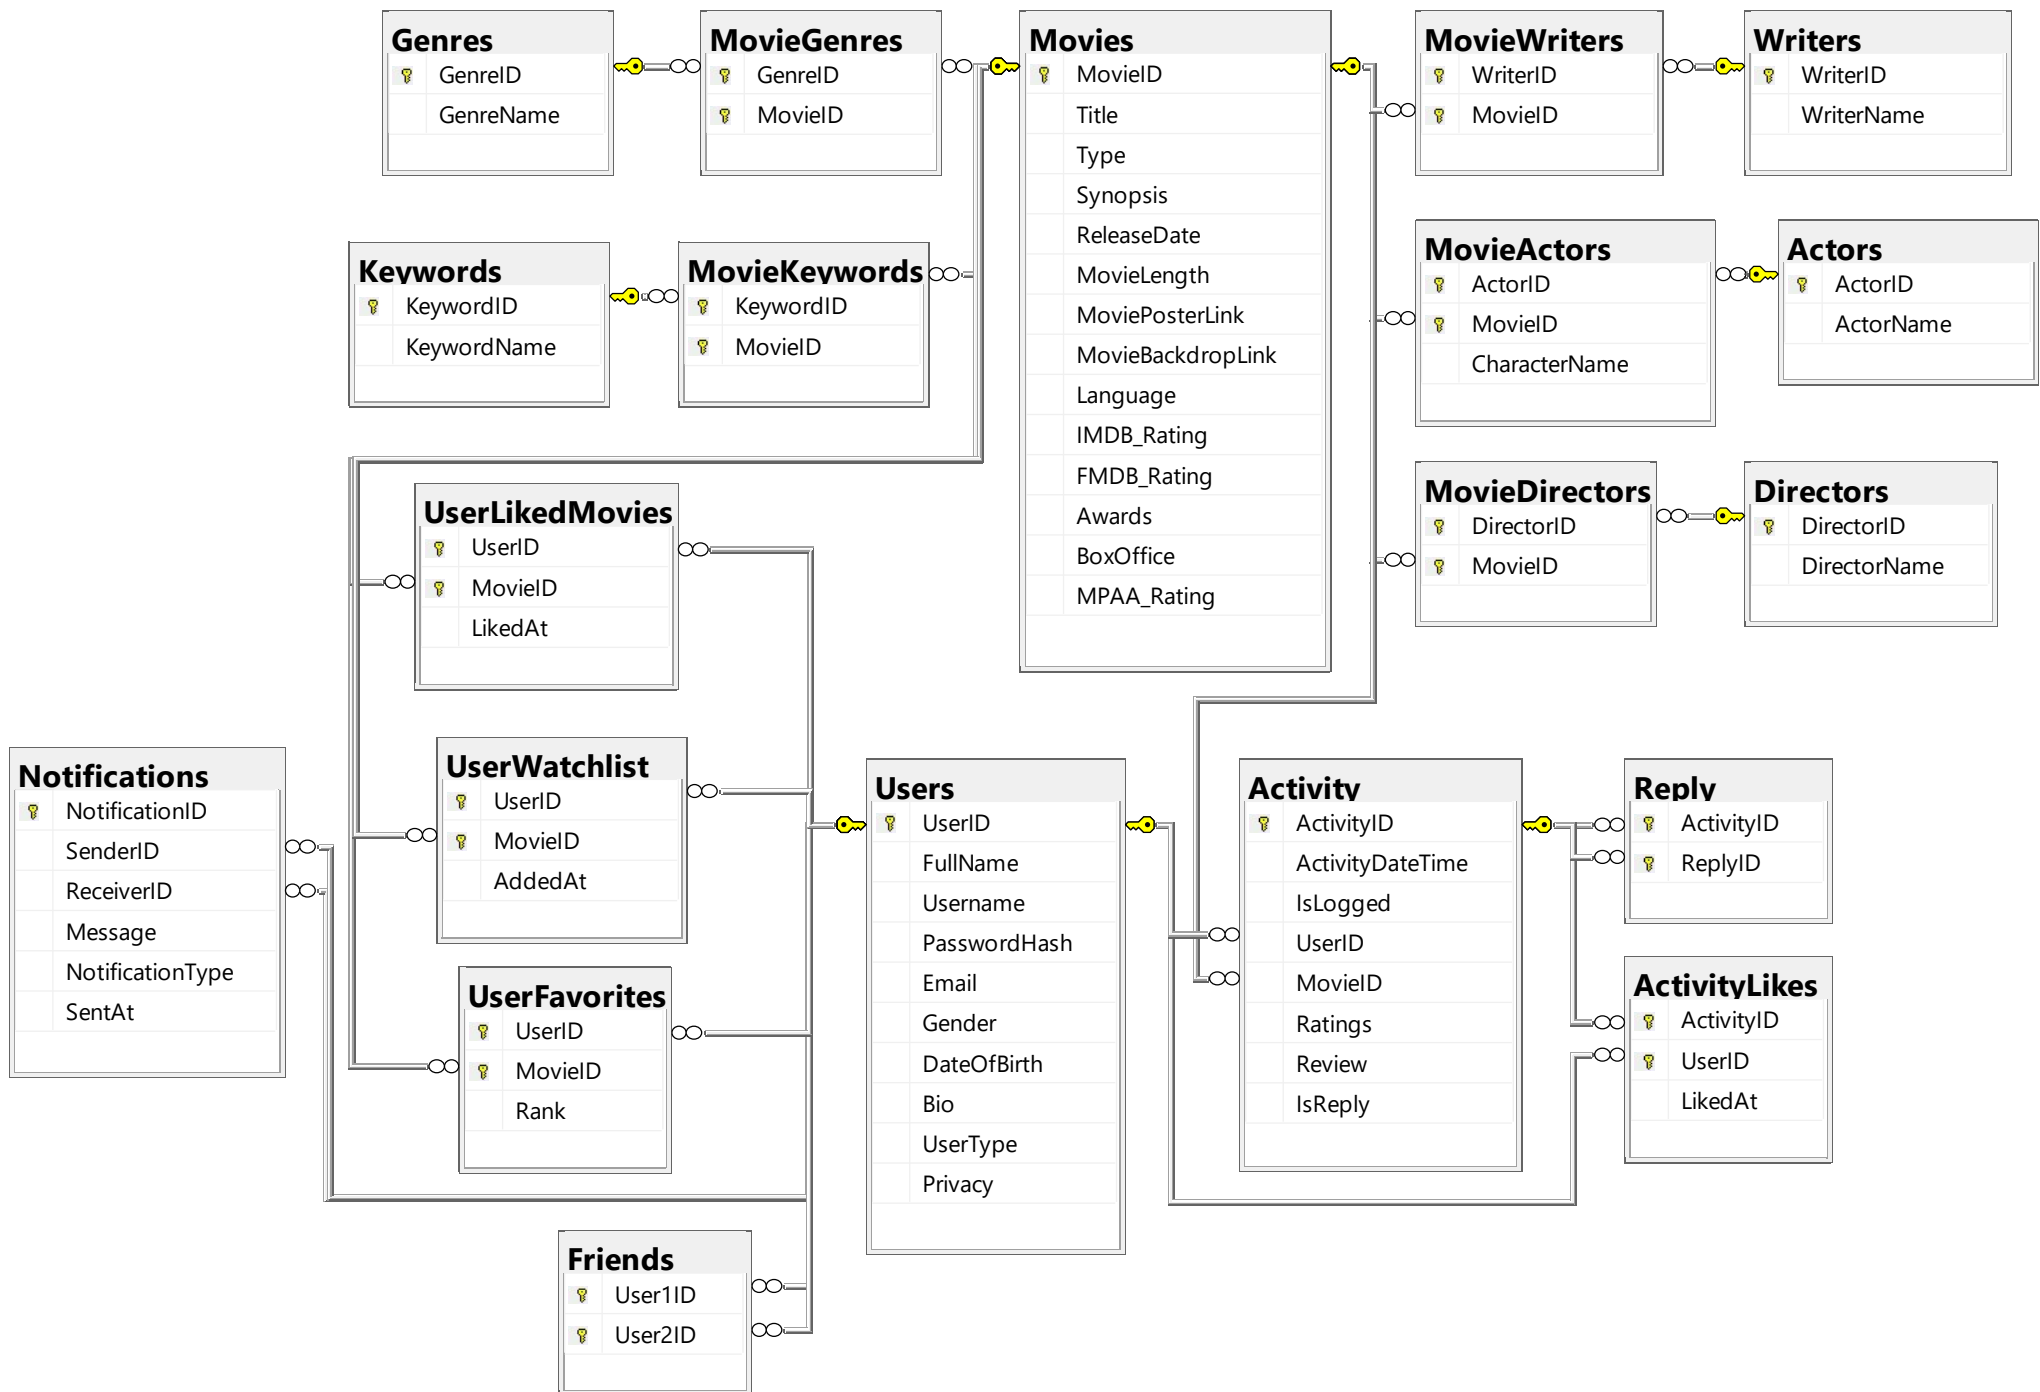 Genres
GenreID
GenreName
MovieGenres
GenreID
MovieID
Movies
MovieID
Title
Type
Synopsis
ReleaseDate
MovieLength
MoviePosterLink
MovieBackdropLink
Language
IMDB_Rating
FMDB_Rating
Awards
BoxOffice
MPAA_Rating
MovieWriters
WriterID
MovieID
Writers
WriterID
WriterName
Keywords
KeywordID
KeywordName
MovieKeywords
KeywordID
MovieID
MovieActors
ActorID
MovieID
CharacterName
Actors
ActorID
ActorName
UserLikedMovies
UserID
MovieID
LikedAt
MovieDirectors
DirectorID
MovieID
Directors
DirectorID
DirectorName
Notifications
NotificationID
SenderID
ReceiverID
Message
NotificationType
SentAt
UserWatchlist
UserID
MovieID
AddedAt
UserFavorites
UserID
MovieID
Rank
Users
UserID
FullName
Username
PasswordHash
Email
Gender
DateOfBirth
Bio
UserType
Privacy
Activity
ActivityID
ActivityDateTime
IsLogged
UserID
MovieID
Ratings
Review
IsReply
Reply
ActivityID
ReplyID
ActivityLikes
ActivityID
UserID
LikedAt
Friends
User1ID
User2ID